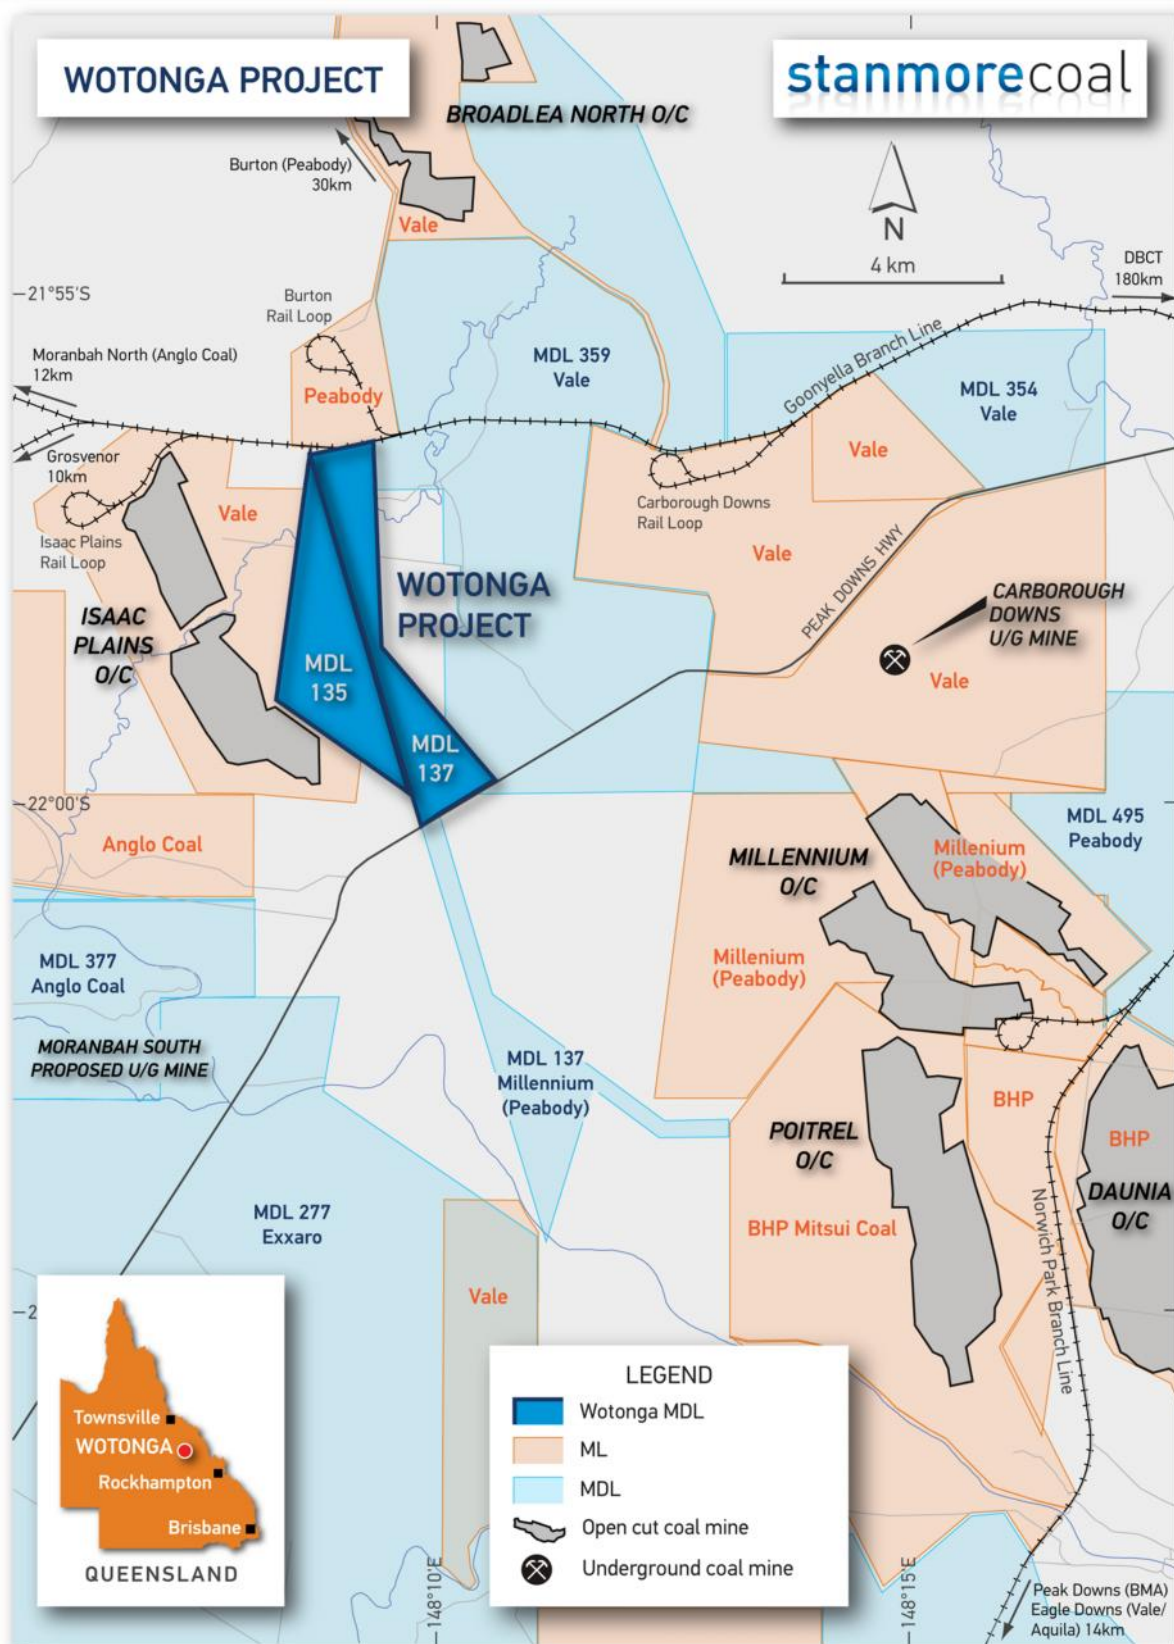 WOTONGA PROJECT
stanmorecoal
BROADLEA NORTH O/C
Burton (Peabody)
30km
Vale
N
4 km
DBCT
180km
21°55'S
Burton
Rail Loop
Moranbah North (Anglo Coal)
12km
MDL 359
Vale
Goonyella Branch Line
MDL 354
Vale
Peabody
Grosvenor
10km
Vale
Isaac Plains
Rail Loop
Vale
Carborough Downs
Rail Loop
Vale
PEAK DOWNS HWY
WOTONGA
PROJECT
CARBOROUGH
DOWNS
U/G MINE
ISAAC
PLAINS
O/C
MDL
135
Vale
MDL
137
22°00'S
Anglo Coal
MILLENNIUM
O/C
Millenium
(Peabody)
MDL 495
Peabody
MDL 377
Anglo Coal
Millenium
(Peabody)
MORANBAH SOUTH
PROPOSED U/G MINE
MDL 137
Millennium
(Peabody)
BHP
POITREL
O/C
BHP
DAUNIA
O/C
MDL 277
Exxaro
BHP Mitsui Coal
Norwich Park Branch Line
Vale
2
Townsville
WOTONGA
Rockhampton
Brisbane
QUEENSLAND
LEGEND
Wotonga MDL
ML
MDL
Open cut coal mine
Underground coal mine
148°10'E
148°15'E
Peak Downs (BMA)
Eagle Downs (Vale/
Aquila) 14km